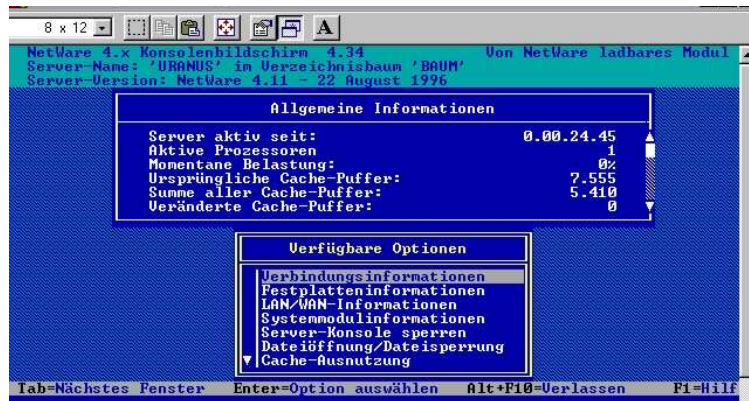 8 x 12
A
NetWare 4.x Konsolenbildschirm 4.34 Von NetWare ladbares Modul
Server-Name: 'URANUS' im Verzeichnisbaum 'BAUM'
Server-Version: NetWare 4.11 - 22 August 1996
Allgemeine Informationen
Server aktiv seit: 0.00.24.45
Aktive Prozessoren 1
Momentane Belastung: 0%
Ursprüngliche Cache-Puffer: 7.555
Summe aller Cache-Puffer: 5.410
Veränderte Cache-Puffer: 0
Verfügbare Optionen
Verbindungsinformationen
Festplatteninformationen
LAN/WAN-Informationen
Systemmodulinformationen
Server-Konsole sperren
Dateiöffnung/Dateisperrung
Cache-Ausnutzung
Tab=Nächstes Fenster Enter=Option auswählen Alt+F10=Verlassen F1=Hilf